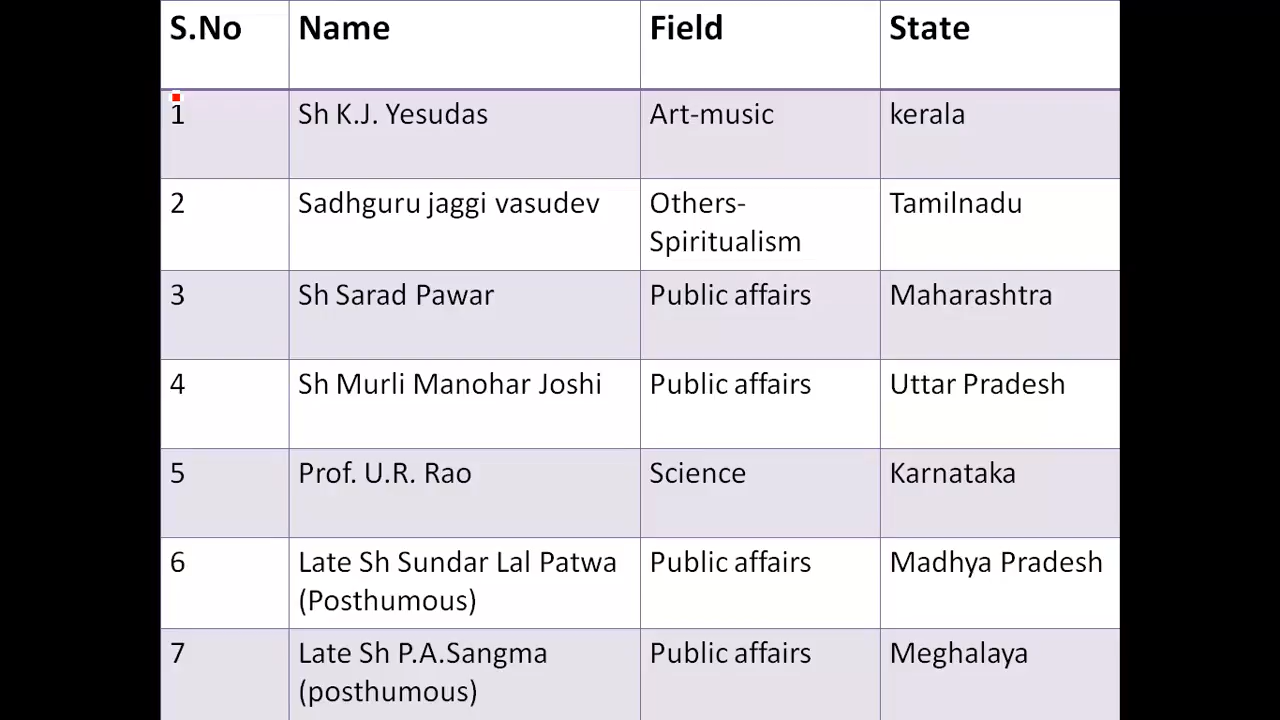 S.No Name Field State
1 Sh K.J. Yesudas Art-music kerala
2 Sadhguru jaggi vasudev Others-
Spiritualism Tamilnadu
3 Sh Sarad Pawar Public affairs Maharashtra
4 Sh Murli Manohar Joshi Public affairs Uttar Pradesh
5 Prof. U.R. Rao Science Karnataka
6 Late Sh Sundar Lal Patwa
(Posthumous) Public affairs Madhya Pradesh
7 Late Sh P.A.Sangma
(posthumous) Public affairs Meghalaya